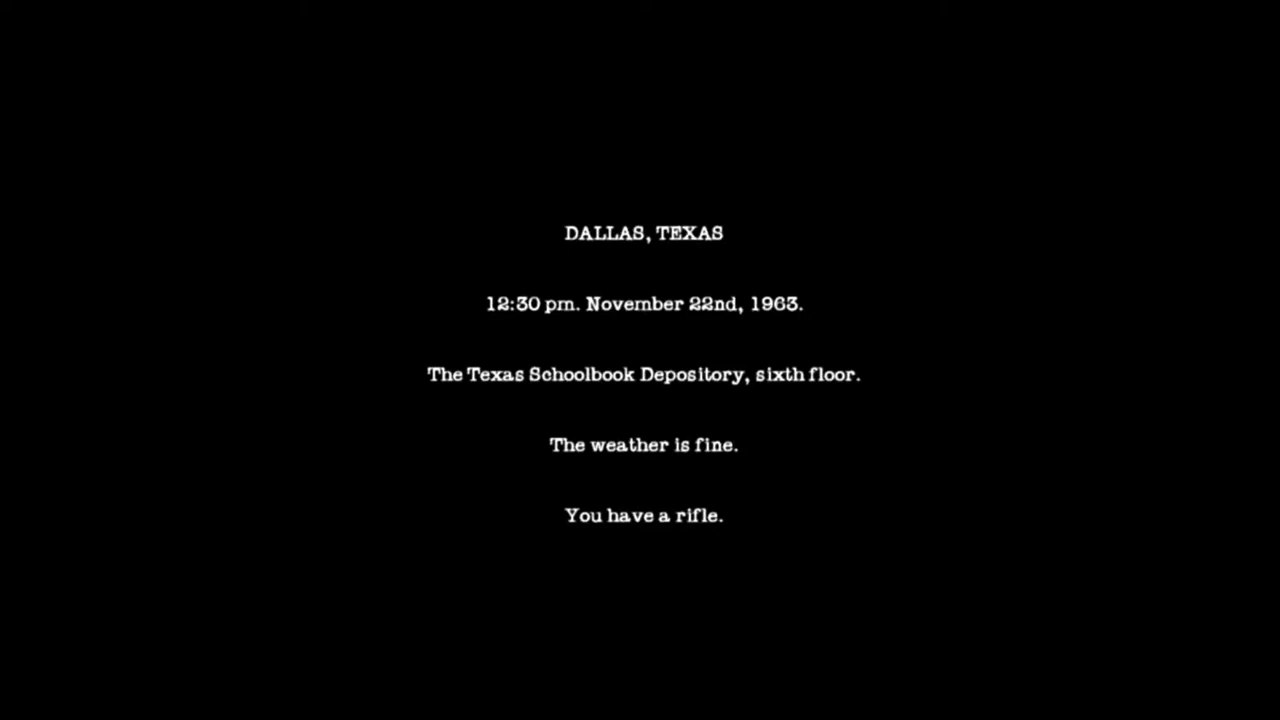 DALLAS, TEXAS
12:30 pm. November 22nd, 1963.
The Texas Schoolbook Depository, sixth floor.
The weather is fine.
You have a rifle.